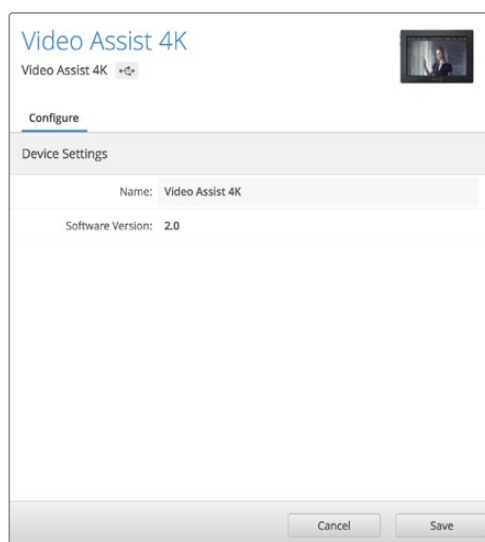 Video Assist 4K
Video Assist 4K
Configure
Device Settings
Name: Video Assist 4K
Software Version: 2.0
Cancel Save